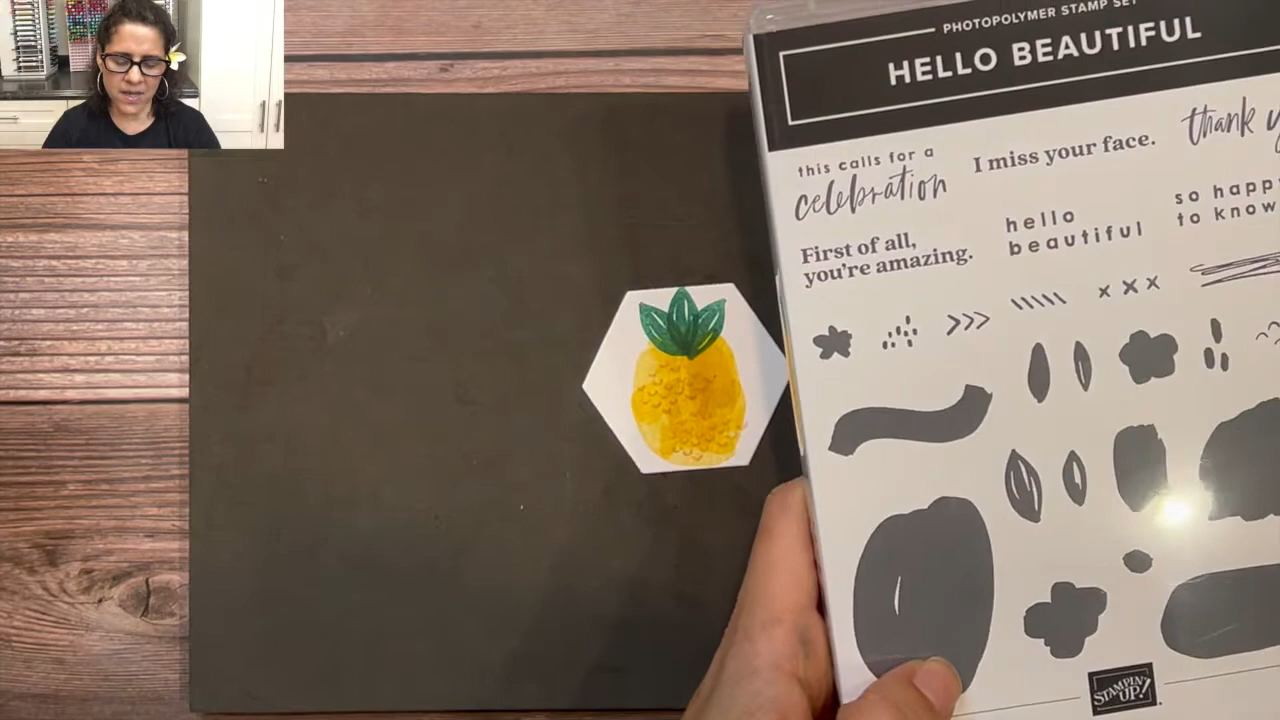 PHOTOPOLYMER STAMP SET
HELLO BEAUTIFUL
this calls for a
celebration
I miss your face.
thank
First of all,
you're amazing.
hello
beautiful
so
to know
STAMPIN'
UP!